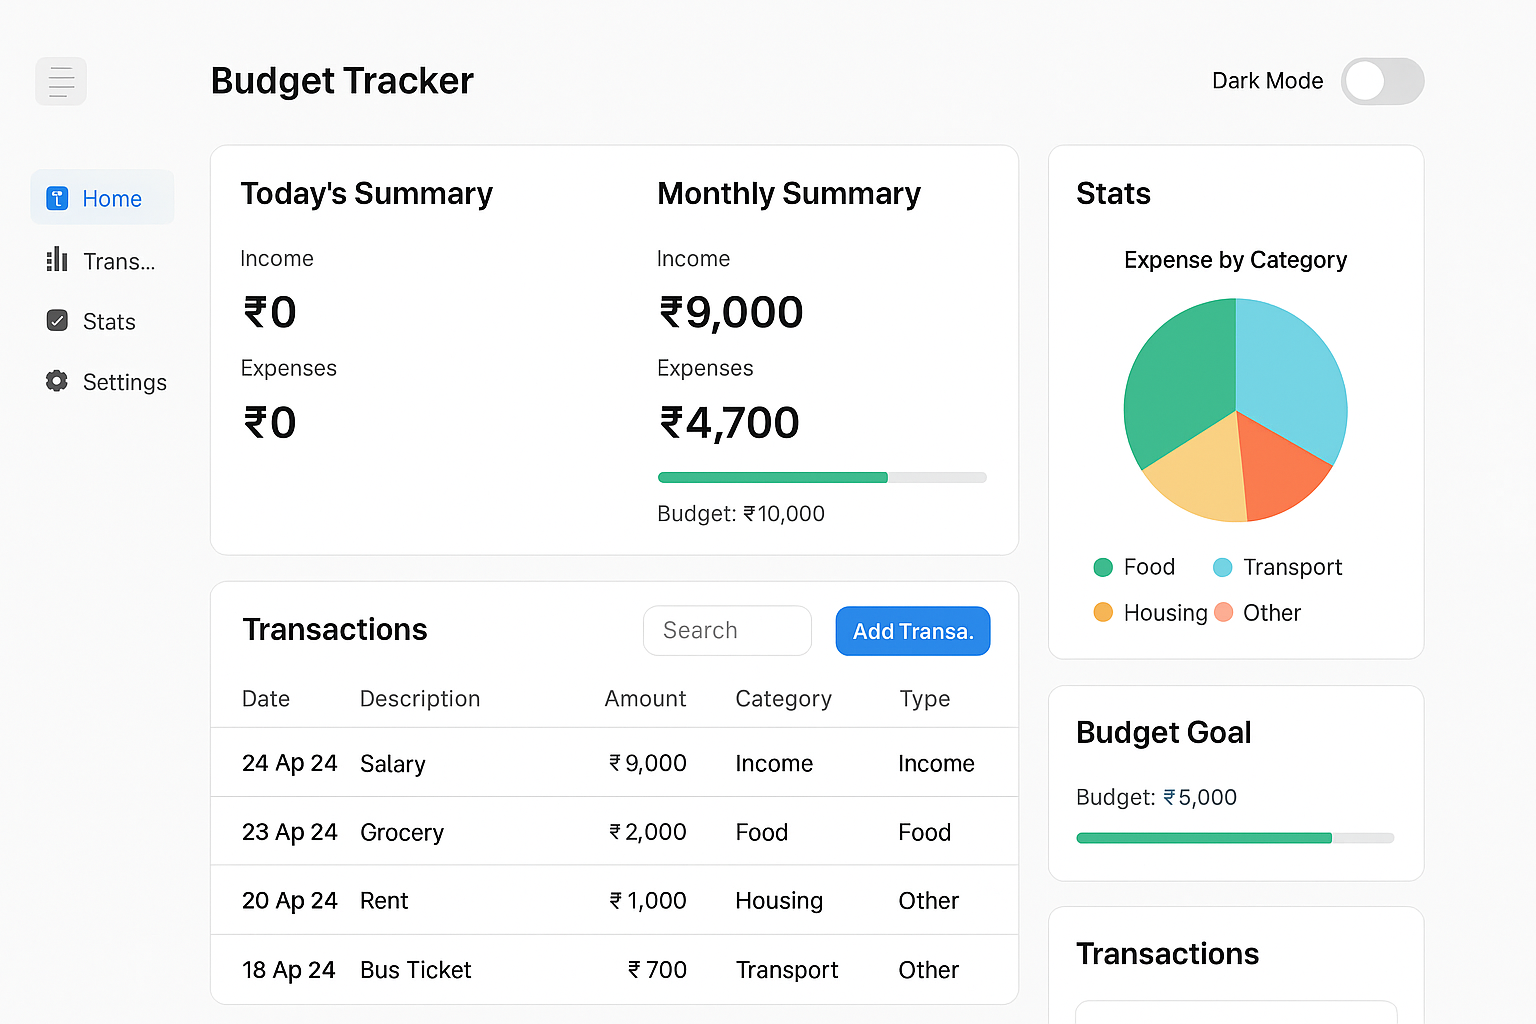 Budget Tracker
Dark Mode
Home
Trans...
Stats
Settings
Today's Summary
Income
₹0
Expenses
₹0
Monthly Summary
Income
₹9,000
Expenses
₹4,700
Budget: ₹10,000
Stats
Expense by Category
Food
Transport
Housing
Other
Transactions
Search
Add Transa.
Date Description Amount Category Type
24 Ap 24 Salary ₹9,000 Income Income
23 Ap 24 Grocery ₹2,000 Food Food
20 Ap 24 Rent ₹1,000 Housing Other
18 Ap 24 Bus Ticket ₹700 Transport Other
Budget Goal
Budget: ₹5,000
Transactions